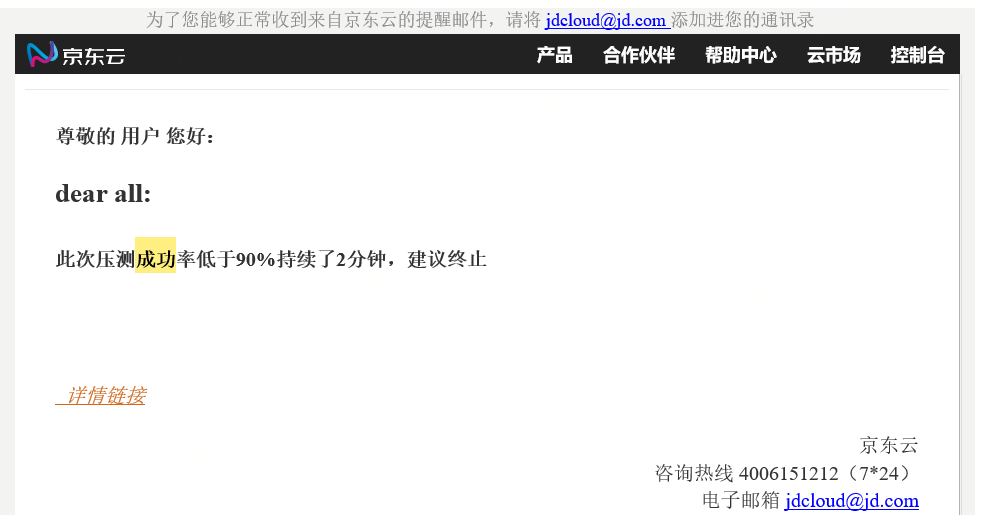 为了您能够正常收到来自京东云的提醒邮件，请将 jdcloud@jd.com 添加进您的通讯录
京东云 产品 合作伙伴 帮助中心 云市场 控制台
尊敬的 用户 您好：
dear all:
此次压测成功率低于90%持续了2分钟，建议终止
详情链接
京东云
咨询热线 4006151212（7*24）
电子邮箱 jdcloud@jd.com